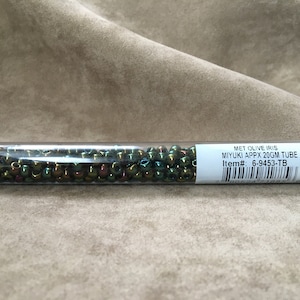 MET OLIVE IRIS
MIYUKI APPX 20GM TUBE
Item#: 6-9453-TB